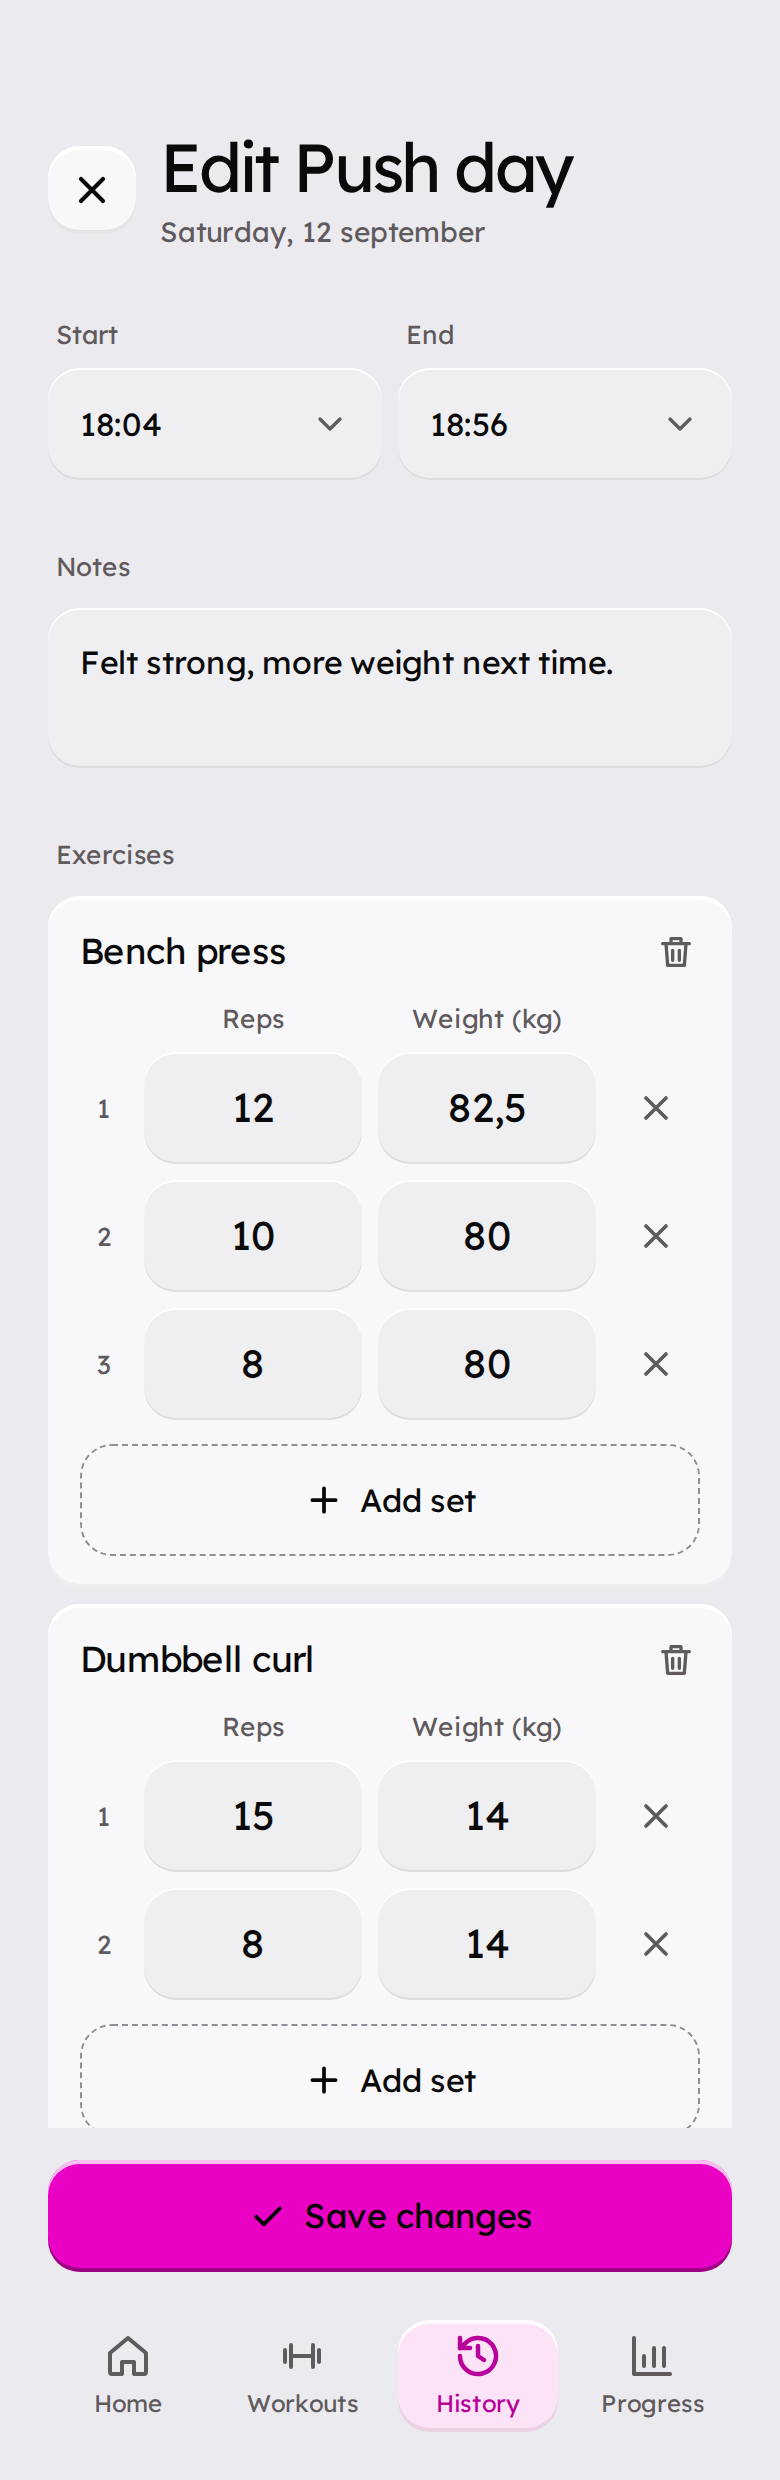 Edit Push day
Saturday, 12 september
Start
End
18:04
18:56
Notes
Felt strong, more weight next time.
Exercises
Bench press
Reps
Weight (kg)
1
12
82,5
2
10
80
3
8
80
Add set
Dumbbell curl
Reps
Weight (kg)
1
15
14
2
8
14
Add set
Save changes
Home
Workouts
History
Progress